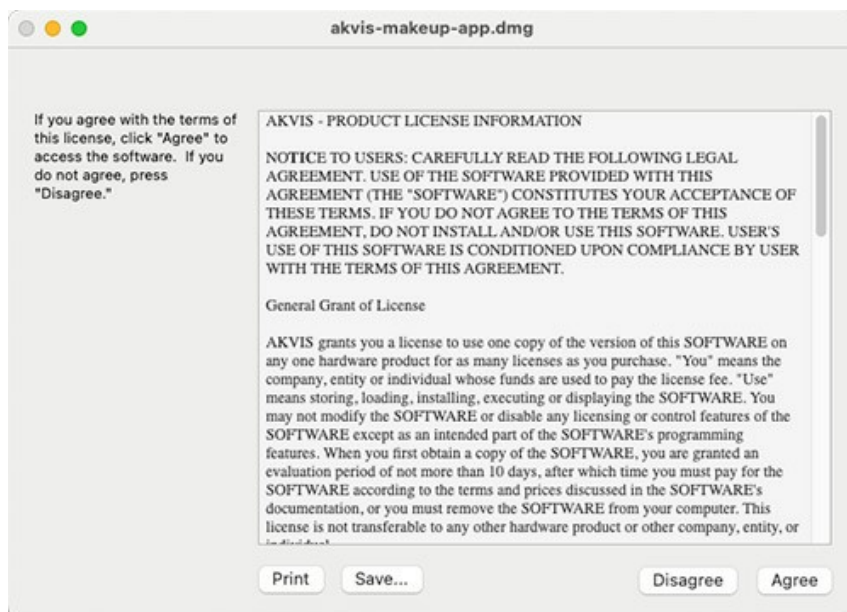 akvis-makeup-app.dmg
If you agree with the terms of
this license, click "Agree" to
access the software.  If you
do not agree, press
"Disagree."
AKVIS - PRODUCT LICENSE INFORMATION
NOTICE TO USERS: CAREFULLY READ THE FOLLOWING LEGAL
AGREEMENT. USE OF THE SOFTWARE PROVIDED WITH THIS
AGREEMENT (THE "SOFTWARE") CONSTITUTES YOUR ACCEPTANCE OF
THESE TERMS. IF YOU DO NOT AGREE TO THE TERMS OF THIS
AGREEMENT, DO NOT INSTALL AND/OR USE THIS SOFTWARE. USER'S
USE OF THIS SOFTWARE IS CONDITIONED UPON COMPLIANCE BY USER
WITH THE TERMS OF THIS AGREEMENT.
General Grant of License
AKVIS grants you a license to use one copy of the version of this SOFTWARE on
any one hardware product for as many licenses as you purchase. "You" means the
company, entity or individual whose funds are used to pay the license fee. "Use"
means storing, loading, installing, executing or displaying the SOFTWARE. You
may not modify the SOFTWARE or disable any licensing or control features of the
SOFTWARE except as an intended part of the SOFTWARE's programming
features. When you first obtain a copy of the SOFTWARE, you are granted an
evaluation period of not more than 10 days, after which time you must pay for the
SOFTWARE according to the terms and prices discussed in the SOFTWARE's
documentation, or you must remove the SOFTWARE from your computer. This
license is not transferable to any other hardware product or other company, entity, or
Print
Save...
Disagree
Agree